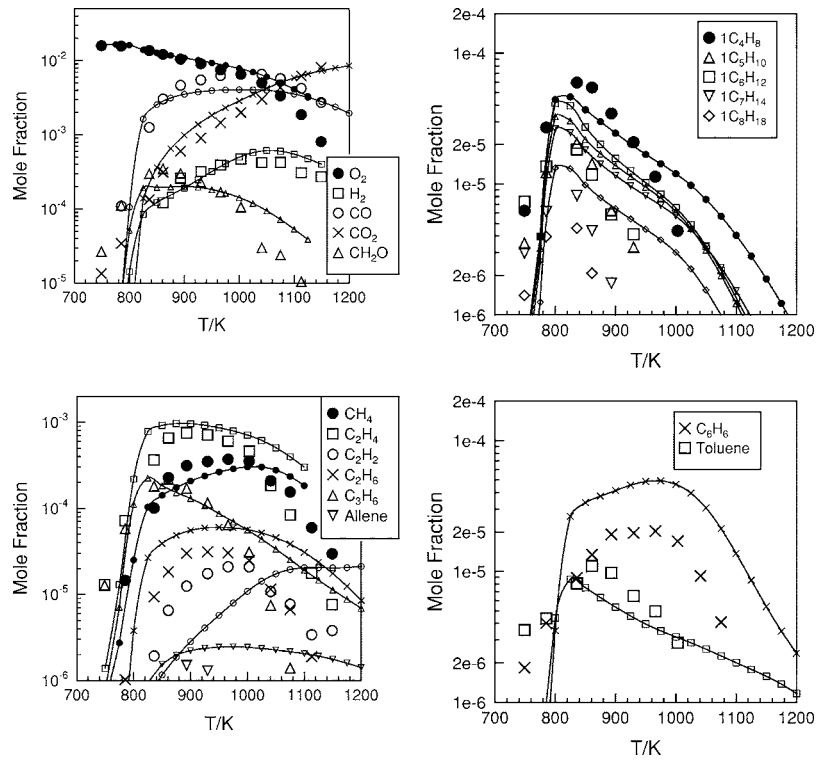 Mole Fraction
10⁻²
10⁻³
10⁻⁴
10⁻⁵
700 800 900 1000 1100 1200
T/K
O₂
H₂
CO
CO₂
CH₂O
Mole Fraction
2e-4
1e-4
2e-5
1e-5
2e-6
1e-6
700 800 900 1000 1100 1200
T/K
1C₄H₈
1C₅H₁₀
1C₆H₁₂
1C₇H₁₄
1C₈H₁₈
Mole Fraction
10⁻³
10⁻⁴
10⁻⁵
10⁻⁶
700 800 900 1000 1100 1200
T/K
CH₄
C₂H₄
C₂H₂
C₂H₆
C₃H₆
Allene
Mole Fraction
2e-4
1e-4
2e-5
1e-5
2e-6
1e-6
700 800 900 1000 1100 1200
T/K
C₆H₆
Toluene